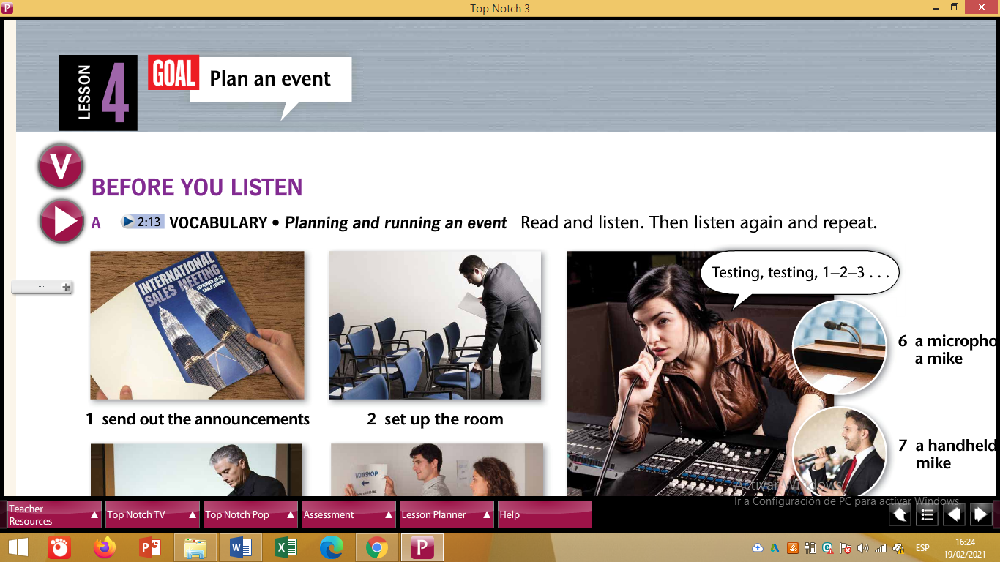 Top Notch 3
LESSON 4
GOAL
Plan an event
V
BEFORE YOU LISTEN
A 2:13 VOCABULARY • Planning and running an event Read and listen. Then listen again and repeat.
INTERNATIONAL
SALES MEETING
SEPTEMBER 25-28
KUALA LUMPUR
1 send out the announcements
2 set up the room
Testing, testing, 1–2–3 . . .
6 a micropho
a mike
7 a handheld
mike
WORKSHOP
Activar Windows
Ir a Configuración de PC para activar Windows.
Teacher
Resources
Top Notch TV
Top Notch Pop
Assessment
Lesson Planner
Help
ESP
16:24
19/02/2021